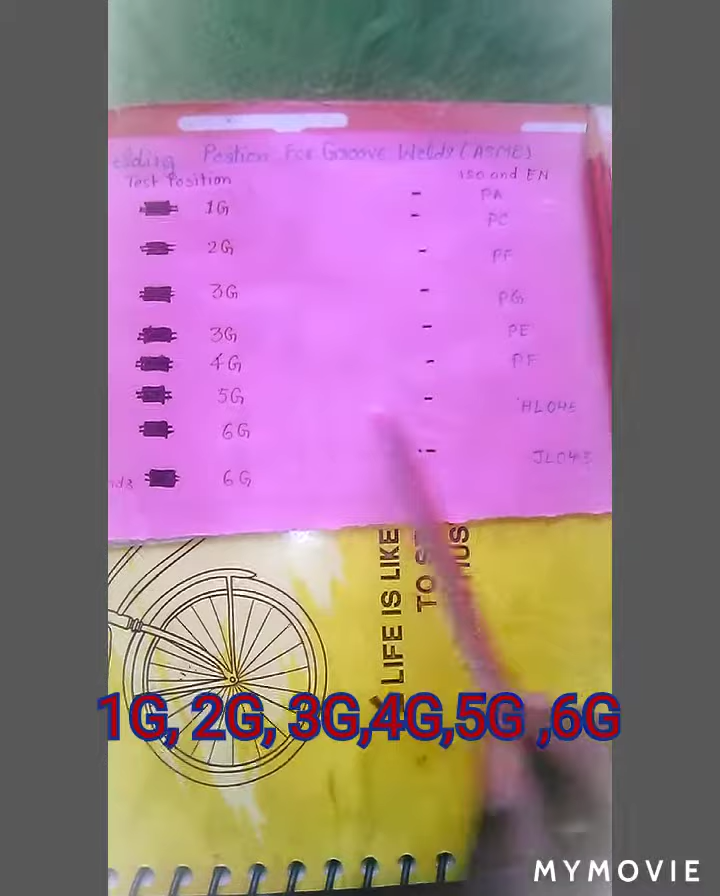 elding Position For Groove Welds (ASME)
Test Position
ISO and EN
1G - PA
- PC
2G - PF
3G - PG
3G - PE
4G - PF
5G - HL045
6G
6G - JL045
LIFE IS LIKE
TO
1G, 2G, 3G,4G,5G ,6G
MYMOVIE